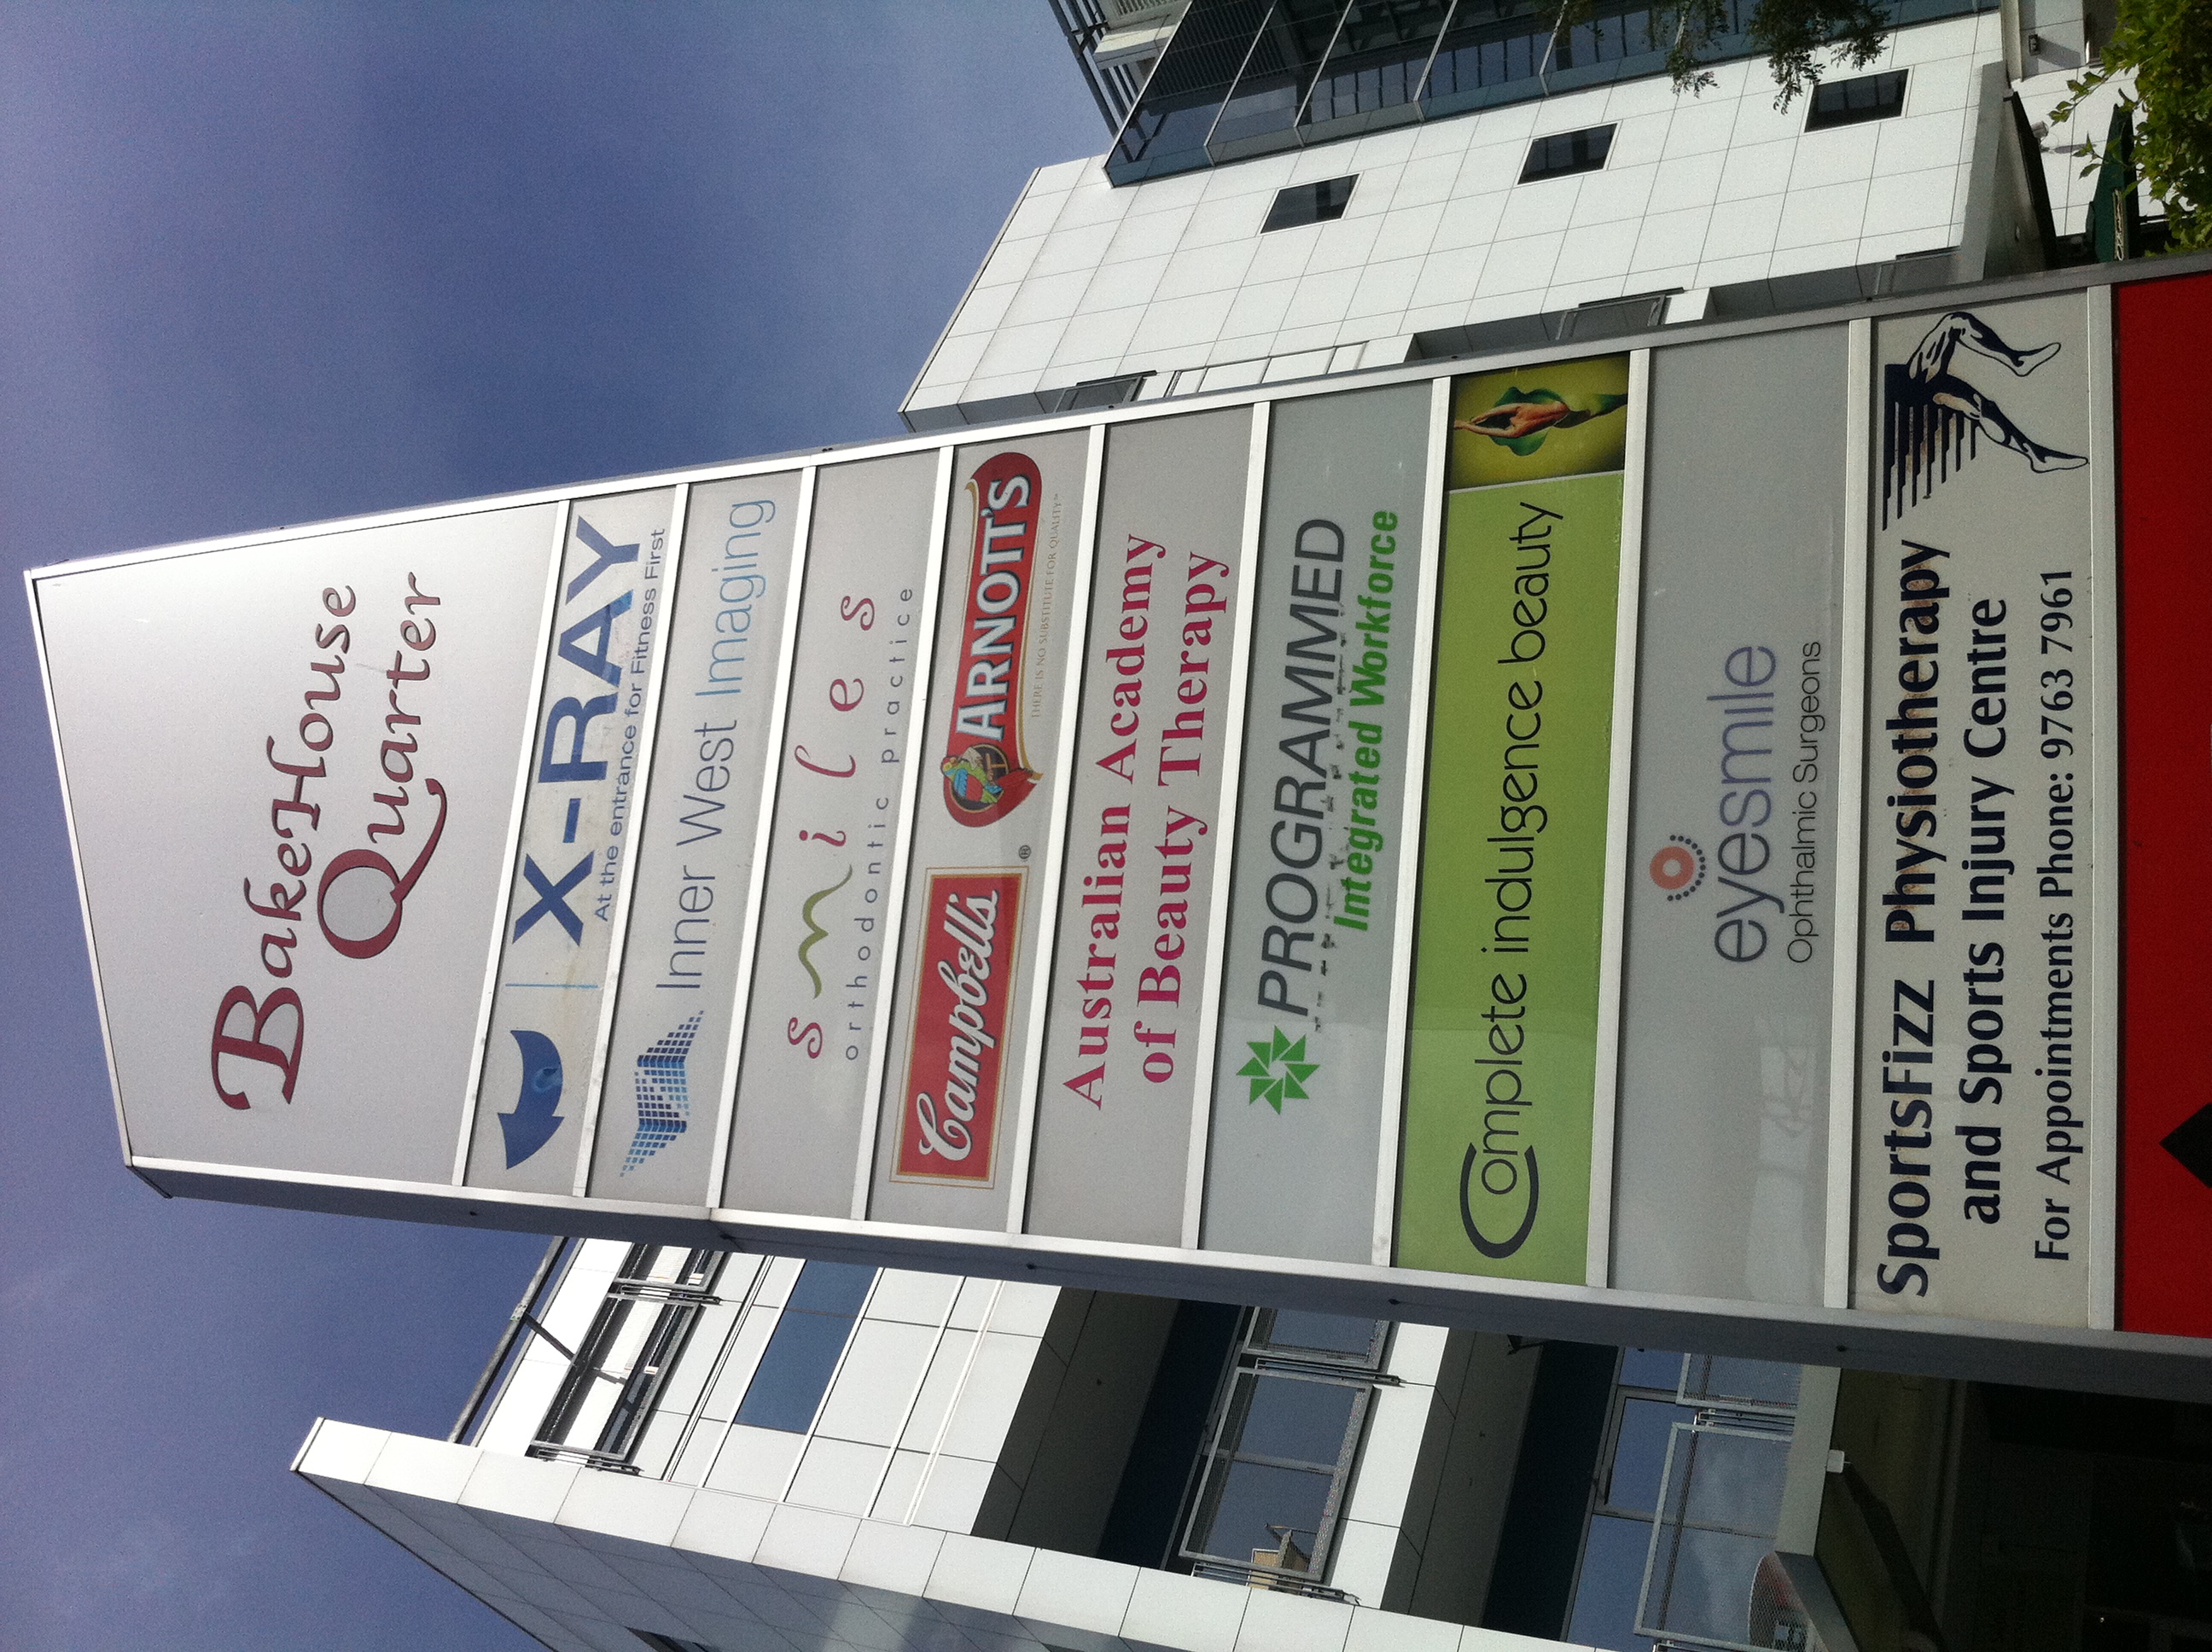 BakeHouse
Quarter
X-RAY
At the entrance for Fitness First
Inner West Imaging
smiles
orthodontic practice
Campbell's ®
ARNOTT'S
THERE IS NO SUBSTITUTE FOR QUALITY™
Australian Academy
of Beauty Therapy
PROGRAMMED
Integrated Workforce
Complete indulgence beauty
eyesmile
Ophthalmic Surgeons
SportsFizz Physiotherapy
and Sports Injury Centre
For Appointments Phone: 9763 7961